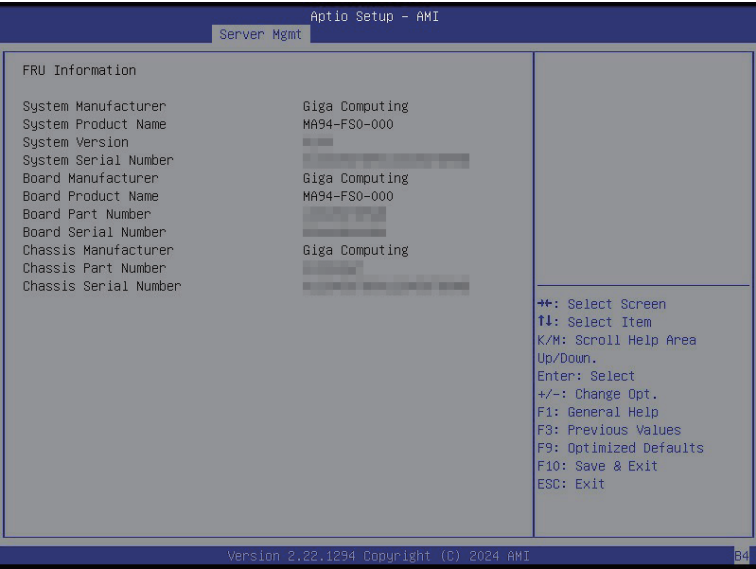 Aptio Setup – AMI
Server Mgmt
FRU Information
System Manufacturer Giga Computing
System Product Name MA94-FS0-000
System Version
System Serial Number
Board Manufacturer Giga Computing
Board Product Name MA94-FS0-000
Board Part Number
Board Serial Number
Chassis Manufacturer Giga Computing
Chassis Part Number
Chassis Serial Number
→←: Select Screen
↑↓: Select Item
K/M: Scroll Help Area
Up/Down.
Enter: Select
+/-: Change Opt.
F1: General Help
F3: Previous Values
F9: Optimized Defaults
F10: Save & Exit
ESC: Exit
Version 2.22.1294 Copyright (C) 2024 AMI
B4